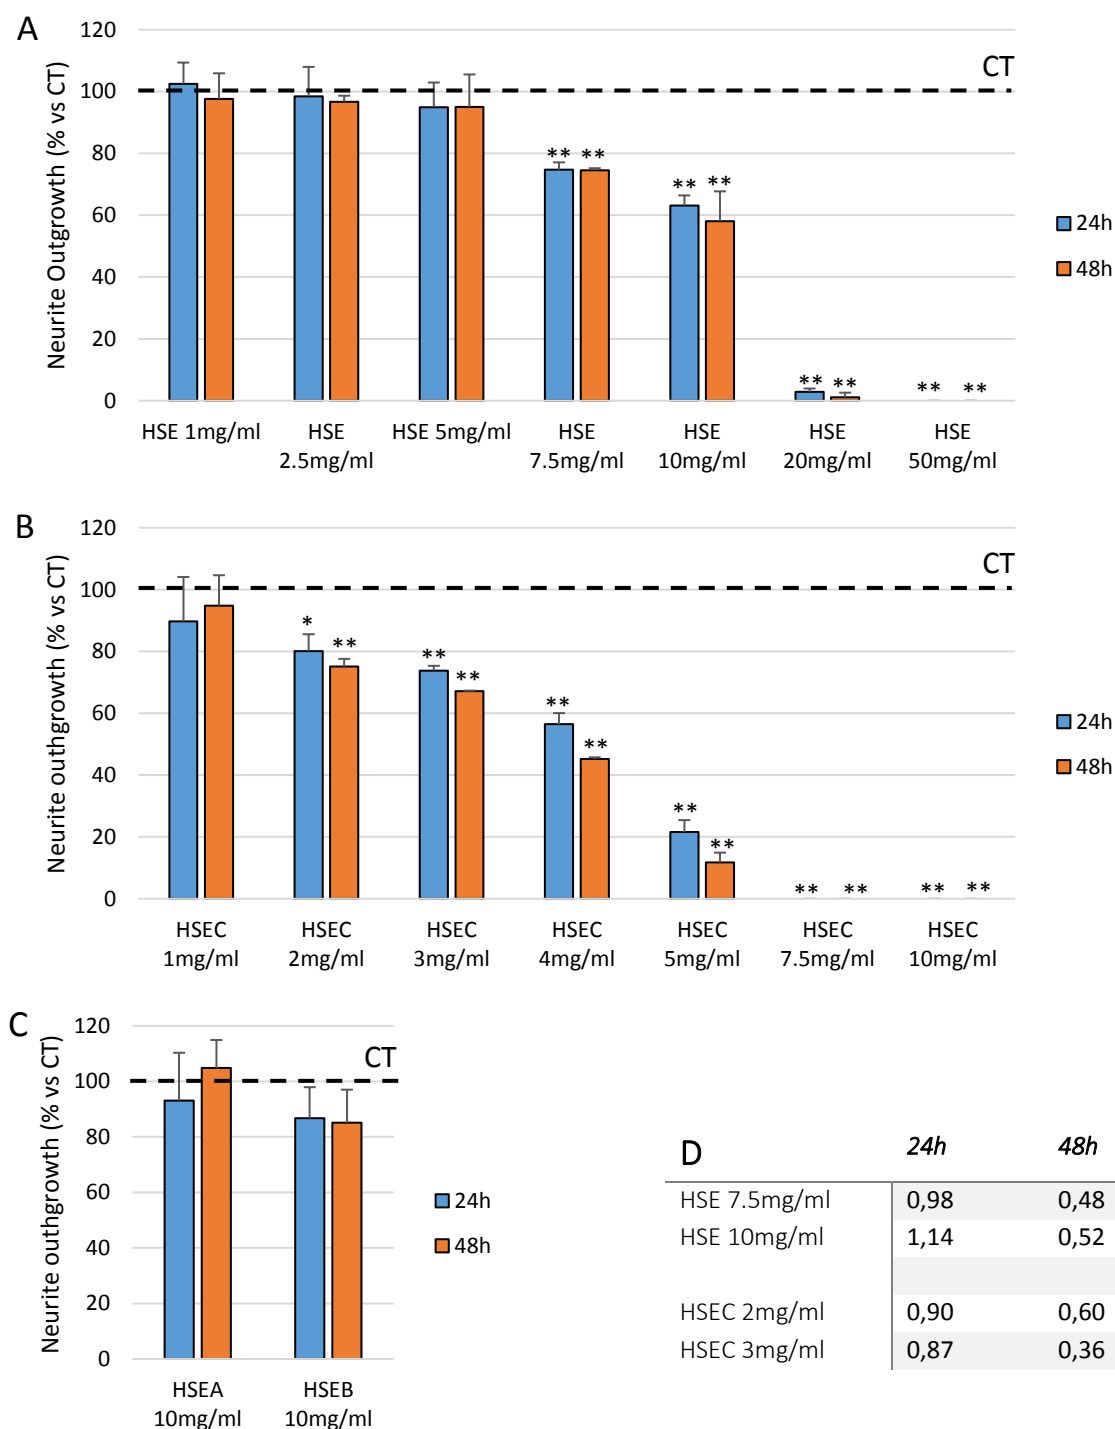 A
Neurite Outgrowth (% vs CT)
120
100
80
60
40
20
0
CT
** **
** **
** **
** **
24h
48h
HSE 1mg/ml HSE 2.5mg/ml HSE 5mg/ml HSE 7.5mg/ml HSE 10mg/ml HSE 20mg/ml HSE 50mg/ml
B
Neurite outhgrowth (% vs CT)
120
100
80
60
40
20
0
CT
* **
** **
** **
** **
** **
** **
24h
48h
HSEC HSEC HSEC HSEC HSEC HSEC HSEC
1mg/ml 2mg/ml 3mg/ml 4mg/ml 5mg/ml 7.5mg/ml 10mg/ml
C
Neurite outhgrowth (% vs CT)
120
100
80
60
40
20
0
CT
24h
48h
HSEA HSEB
10mg/ml 10mg/ml
D 24h 48h
HSE 7.5mg/ml 0,98 0,48
HSE 10mg/ml 1,14 0,52
HSEC 2mg/ml 0,90 0,60
HSEC 3mg/ml 0,87 0,36